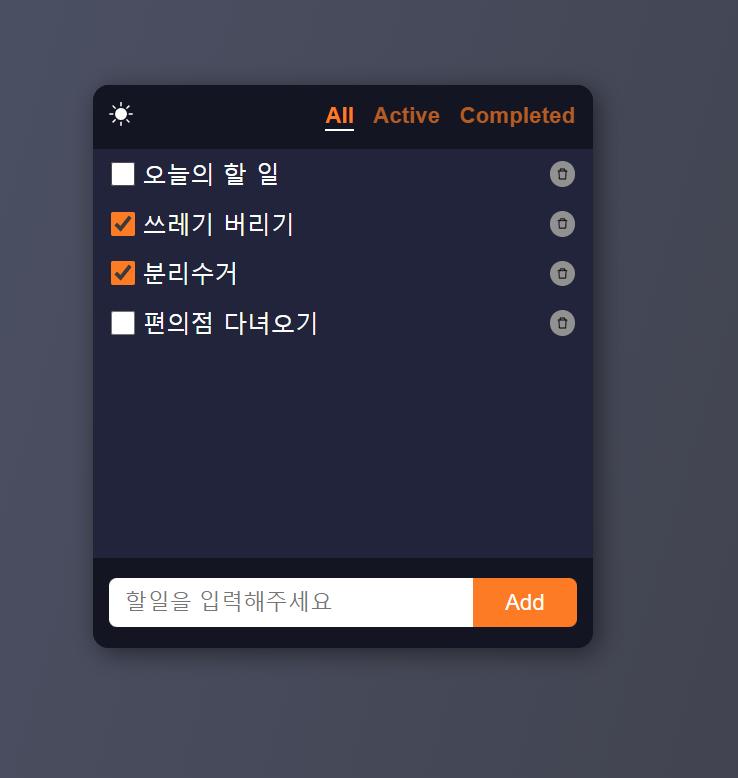 All Active Completed
오늘의 할 일
쓰레기 버리기
분리수거
편의점 다녀오기
할일을 입력해주세요 Add